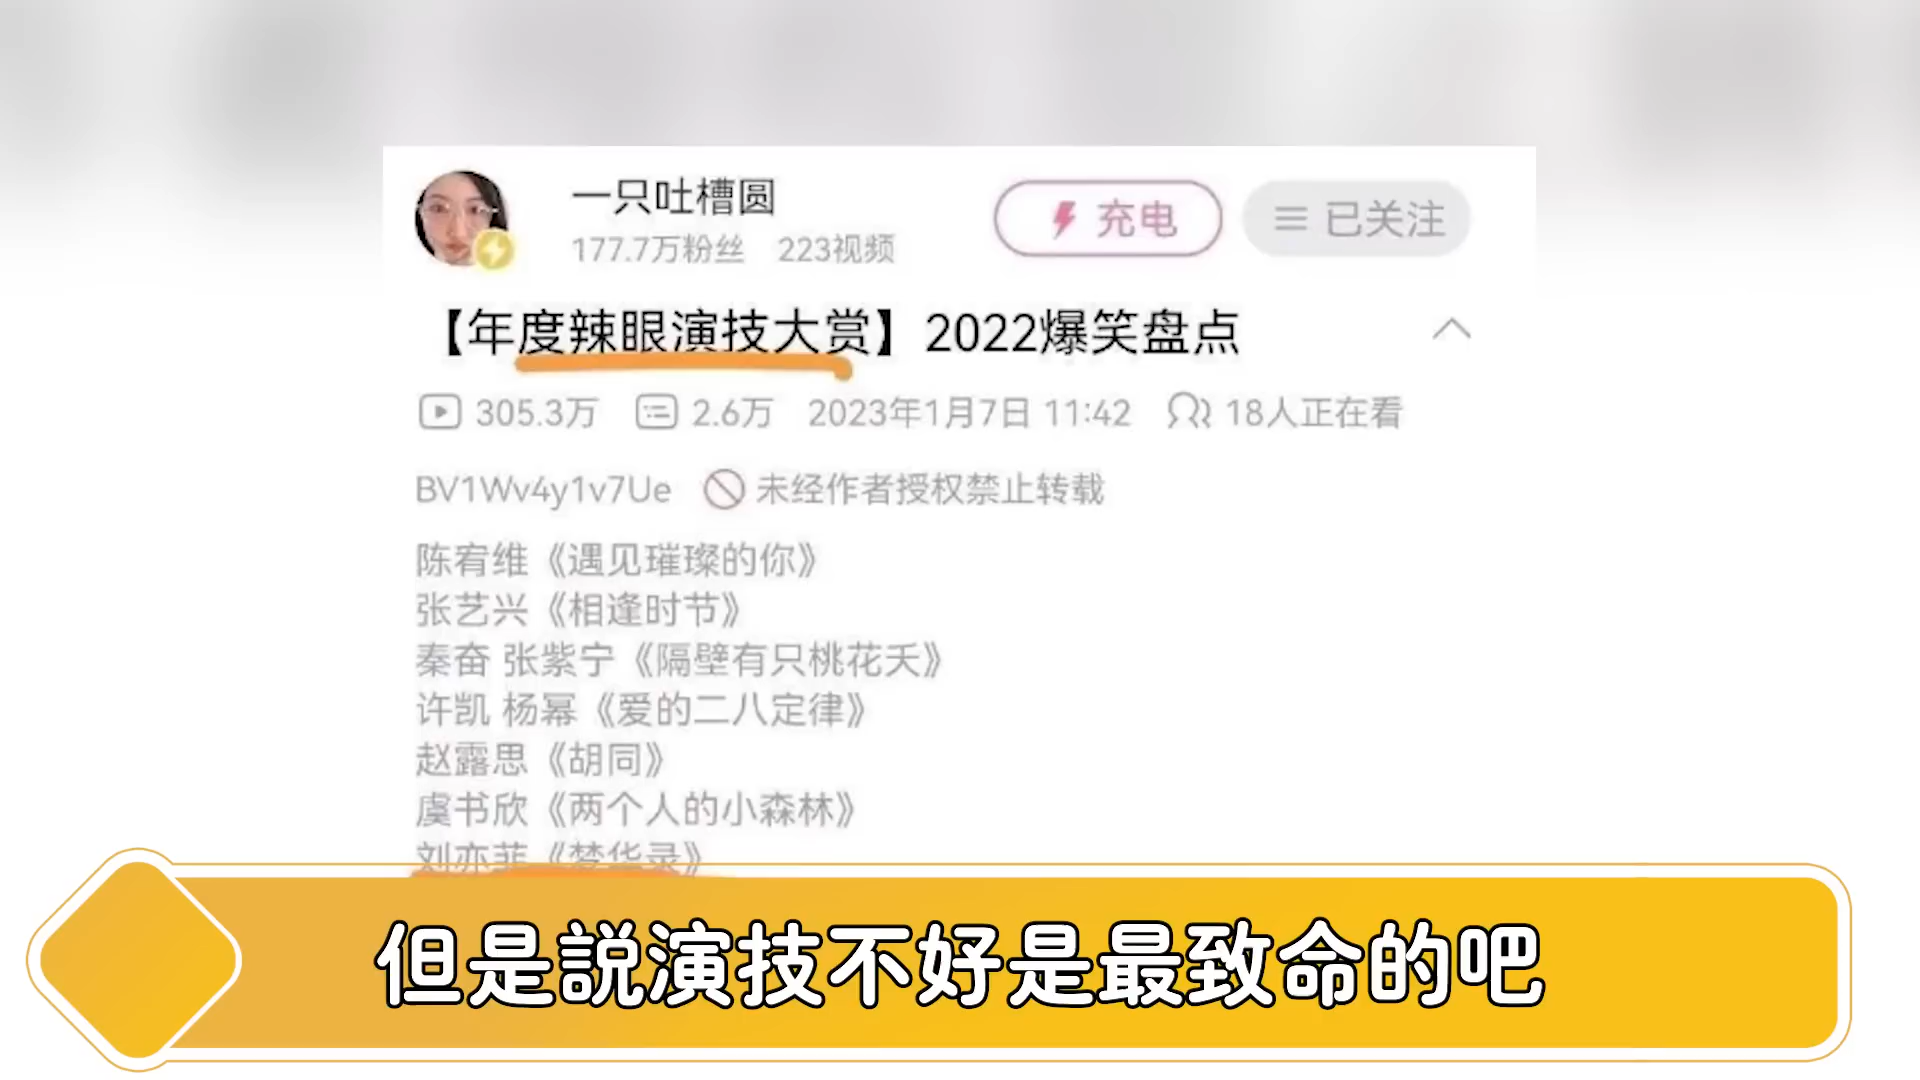 一只吐槽圆
177.7万粉丝 223视频
充电
已关注
【年度辣眼演技大赏】2022爆笑盘点
305.3万 2.6万 2023年1月7日 11:42 18人正在看
BV1Wv4y1v7Ue 未经作者授权禁止转载
陈宥维《遇见璀璨的你》
张艺兴《相逢时节》
秦奋 张紫宁《隔壁有只桃花夭》
许凯 杨幂《爱的二八定律》
赵露思《胡同》
虞书欣《两个人的小森林》
刘亦菲《梦华录》
但是説演技不好是最致命的吧